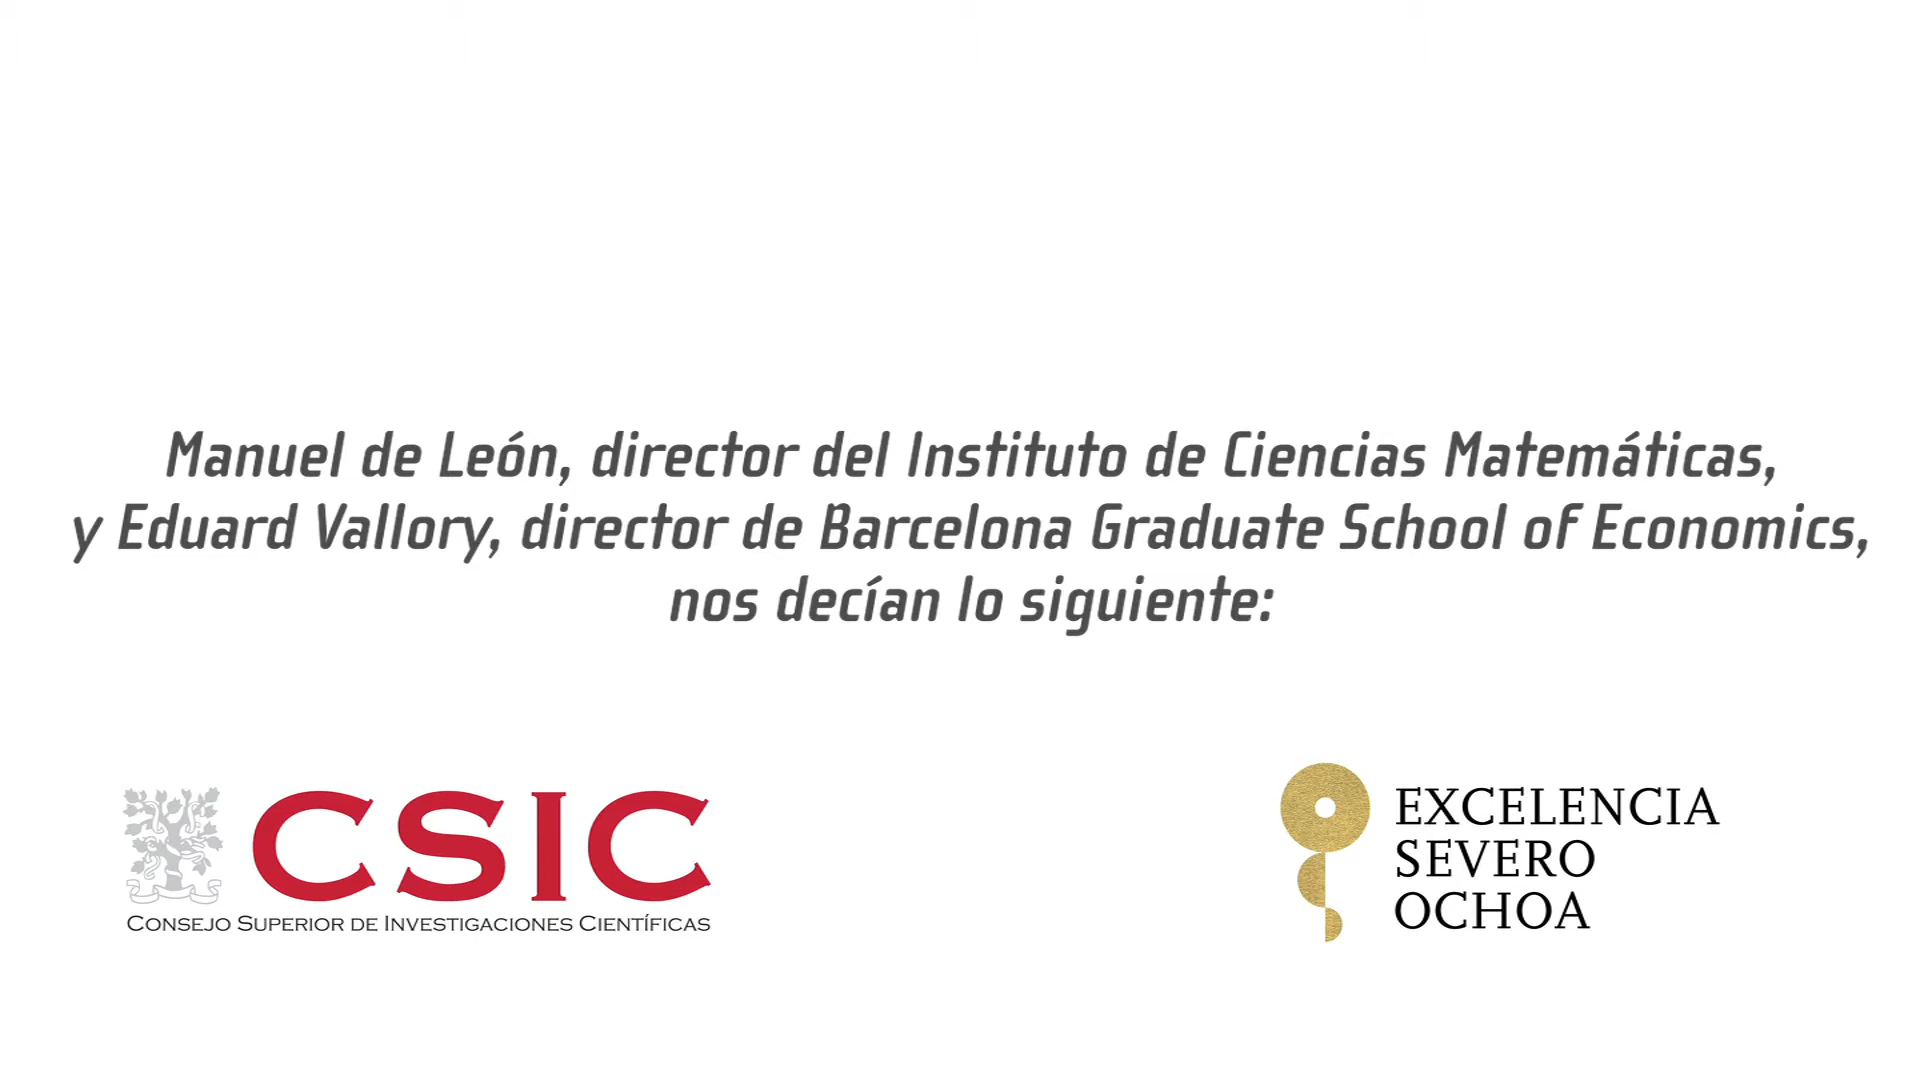 Manuel de León, director del Instituto de Ciencias Matemáticas,
y Eduard Vallory, director de Barcelona Graduate School of Economics,
nos decían lo siguiente:
CSIC
CONSEJO SUPERIOR DE INVESTIGACIONES CIENTÍFICAS
EXCELENCIA
SEVERO
OCHOA